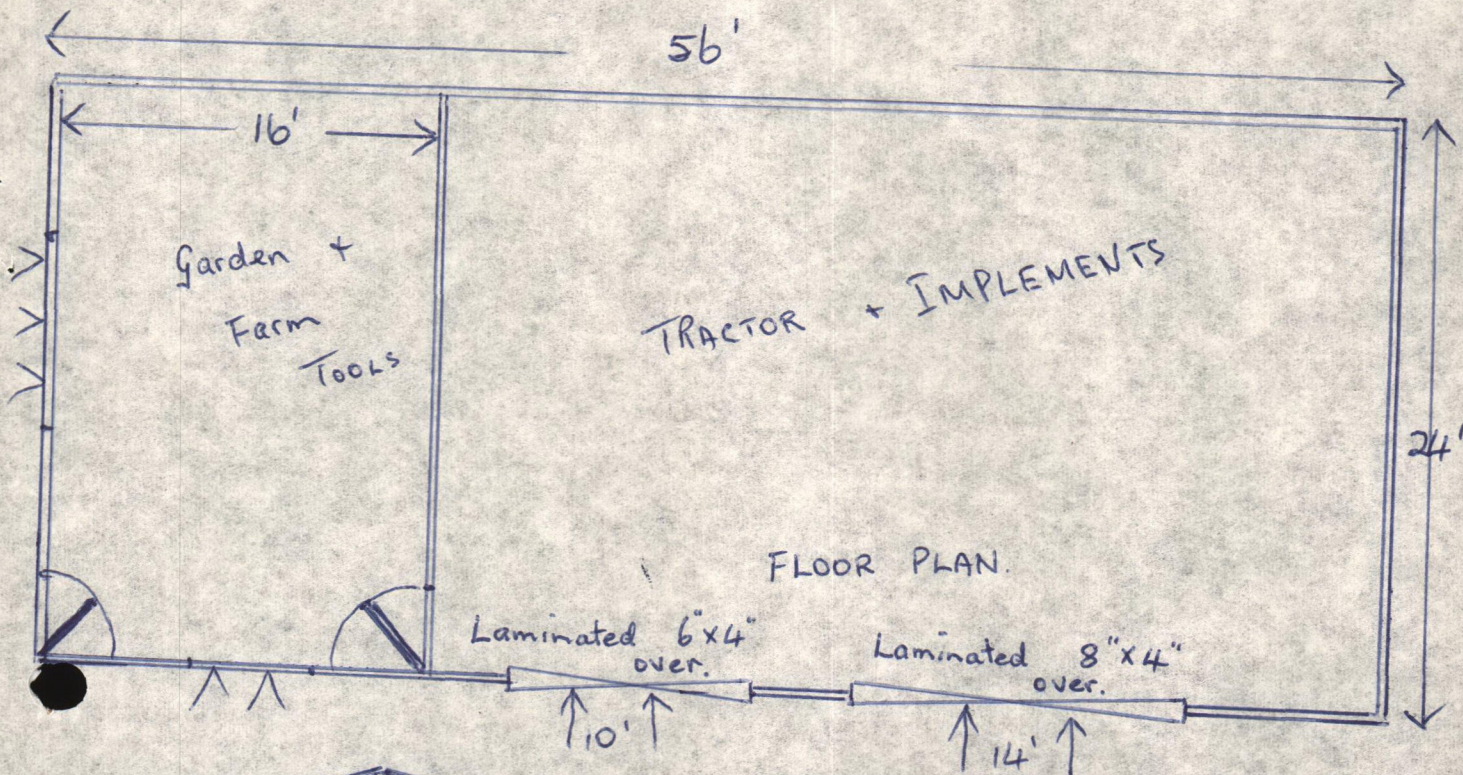 56'
16'
Garden +
Farm
TOOLS
TRACTOR + IMPLEMENTS
24'
FLOOR PLAN.
Laminated 6"x4"
over.
Laminated 8"x4"
over.
10'
14'